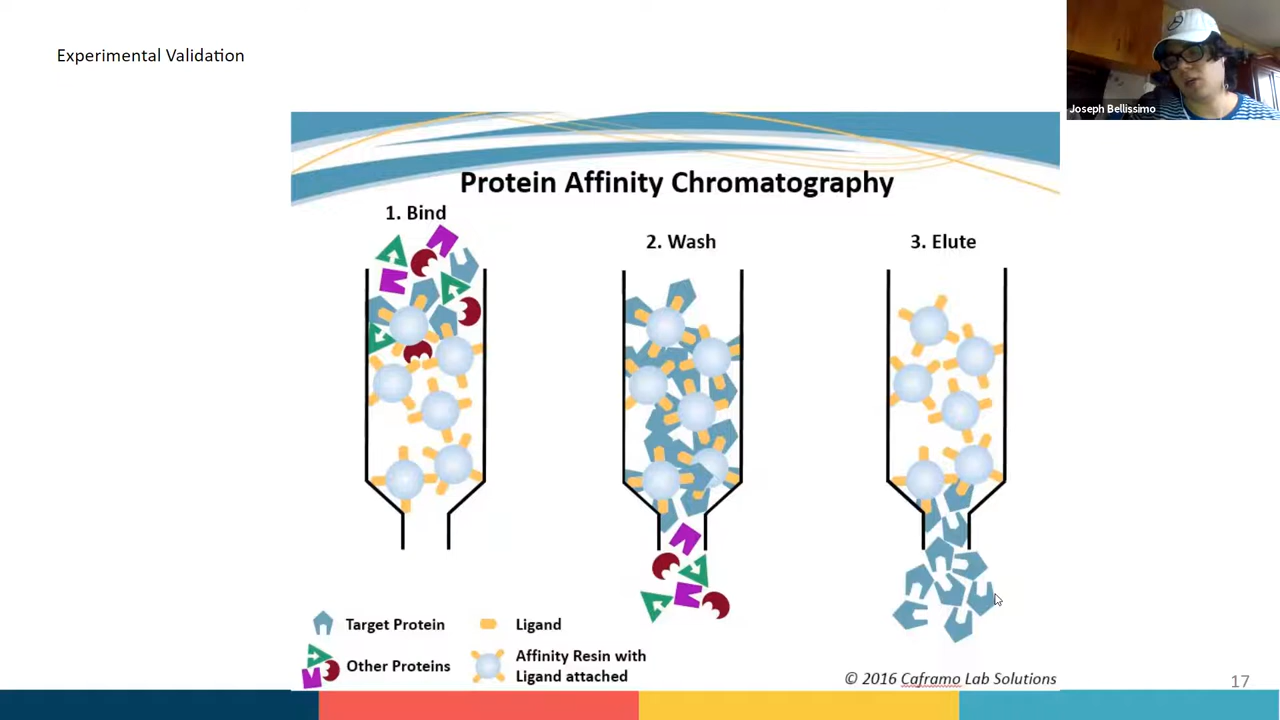 Experimental Validation
Joseph Bellissimo
Protein Affinity Chromatography
1. Bind
2. Wash
3. Elute
Target Protein
Ligand
Other Proteins
Affinity Resin with
Ligand attached
© 2016 Caframo Lab Solutions
17